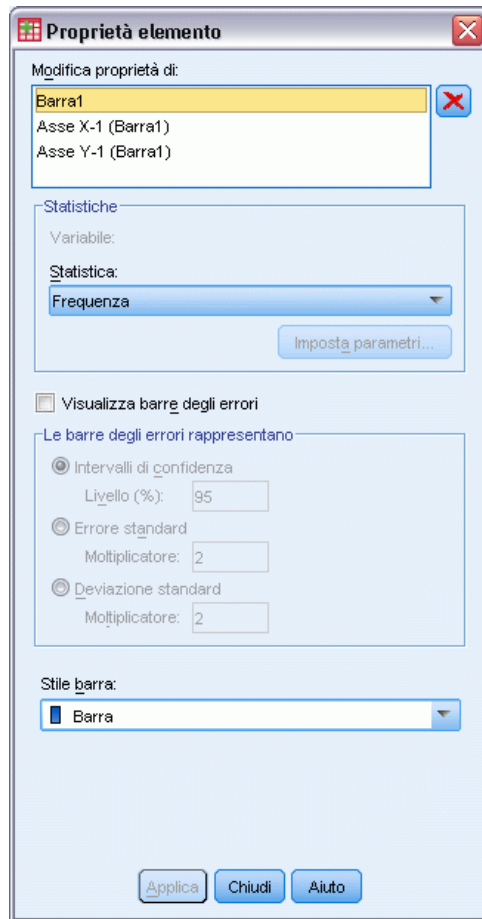 Proprietà elemento
Modifica proprietà di:
Barra1
Asse X-1 (Barra1)
Asse Y-1 (Barra1)
Statistiche
Variabile:
Statistica:
Frequenza
Imposta parametri...
Visualizza barre degli errori
Le barre degli errori rappresentano
Intervalli di confidenza
Livello (%): 95
Errore standard
Moltiplicatore: 2
Deviazione standard
Moltiplicatore: 2
Stile barra:
Barra
Applica Chiudi Aiuto